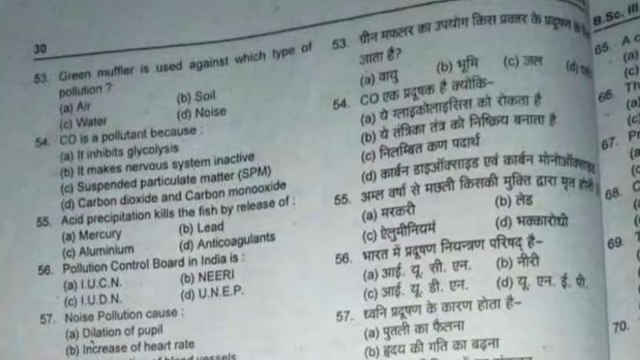 30
53. Green muffler is used against which type of
pollution ?
(a) Air (b) Soil
(c) Water (d) Noise
54. CO is a pollutant because :
(a) It inhibits glycolysis
(b) It makes nervous system inactive
(c) Suspended particulate matter (SPM)
(d) Carbon dioxide and Carbon monooxide
55. Acid precipitation kills the fish by release of :
(a) Mercury (b) Lead
(c) Aluminium (d) Anticoagulants
56. Pollution Control Board in India is :
(a) I.U.C.N. (b) NEERI
(c) I.U.D.N. (d) U.N.E.P.
57. Noise Pollution cause :
(a) Dilation of pupil
(b) Increase of heart rate
of blood vessels
53. ग्रीन मफलर का उपयोग किस प्रकार के प्रदूषण के
जाता है?
(a) वायु (b) भूमि (c) जल (d)
54. CO एक प्रदूषक है क्योंकि–
(a) ये ग्लाइकोलाइसिस को रोकता है
(b) ये तंत्रिका तंत्र को निष्क्रिय बनाता है
(c) निलम्बित कण पदार्थ
(d) कार्बन डाइऑक्साइड एवं कार्बन मोनोऑक्साइड
55. अम्ल वर्षा से मछली किसकी मुक्ति द्वारा मृत होती
(a) मरकरी (b) लेड
(c) ऐलुमीनियम (d) भक्कारोधी
56. भारत में प्रदूषण नियन्त्रण परिषद् है–
(a) आई. यू. सी. एन. (b) नीरी
(c) आई. यू. डी. एन. (d) यू. एन. ई. पी.
57. ध्वनि प्रदूषण के कारण होता है–
(a) पुतली का फैलना
(b) हृदय की गति का बढ़ना
B.Sc. III
65. A c
(a)
(c)
66. Th
(a)
(c)
67.
68.
69.
70.